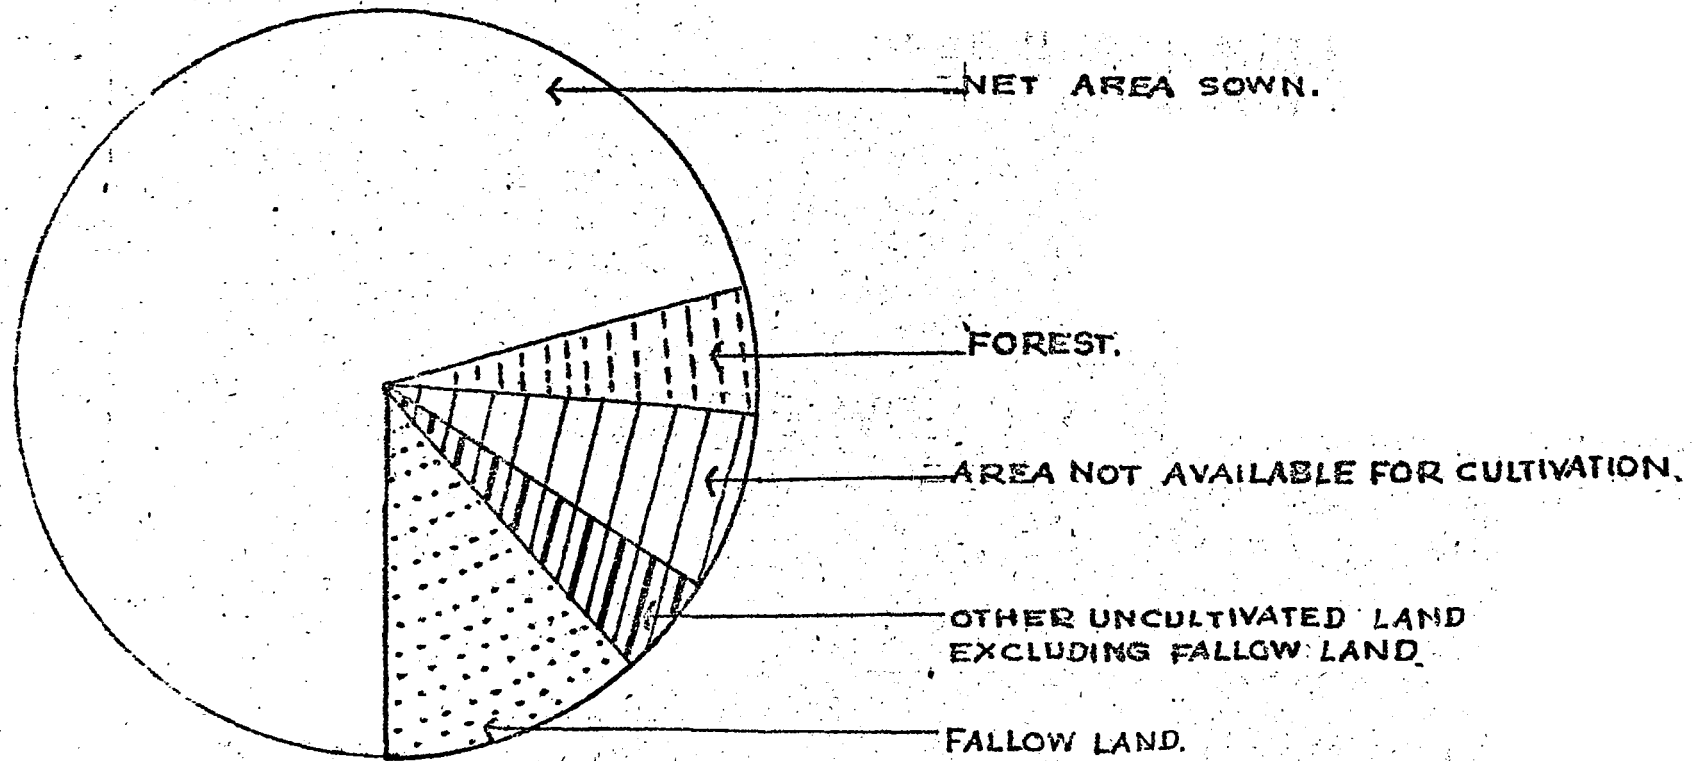 NET AREA SOWN.
FOREST.
AREA NOT AVAILABLE FOR CULTIVATION.
OTHER UNCULTIVATED LAND
EXCLUDING FALLOW LAND.
FALLOW LAND.